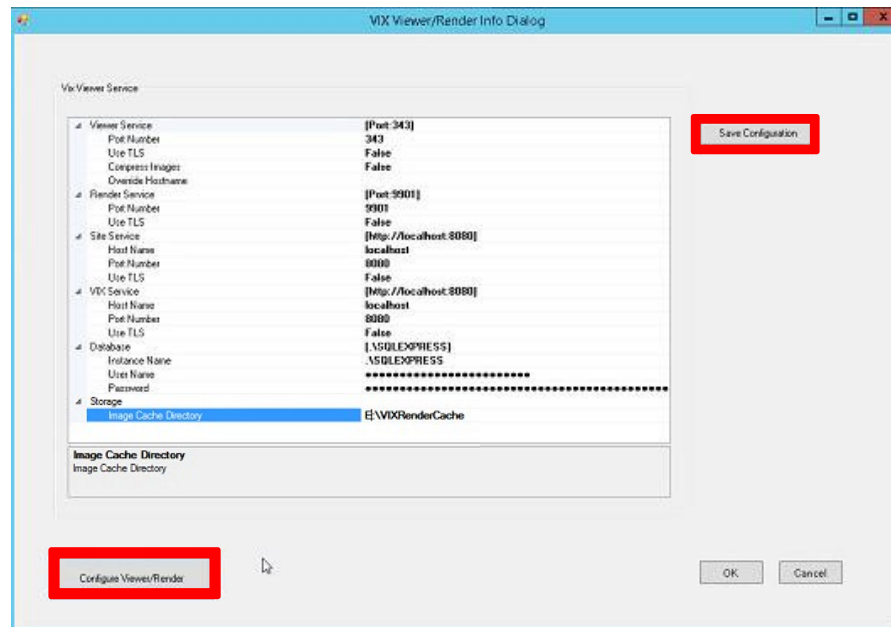 VIX Viewer/Render Info Dialog
Vix Viewer Service
Viewer Service [Port:343]
Port Number 343
Use TLS False
Compress Images False
Override Hostname
Render Service [Port:9901]
Port Number 9901
Use TLS False
Site Service [http://localhost:8080]
Host Name localhost
Port Number 8080
Use TLS False
VIX Service [http://localhost:8080]
Host Name localhost
Port Number 8080
Use TLS False
Database [.\SQLEXPRESS]
Instance Name .\SQLEXPRESS
User Name
Password
Storage
Image Cache Directory E:\VIXRenderCache
Image Cache Directory
Image Cache Directory
Save Configuration
Configure Viewer/Render
OK Cancel